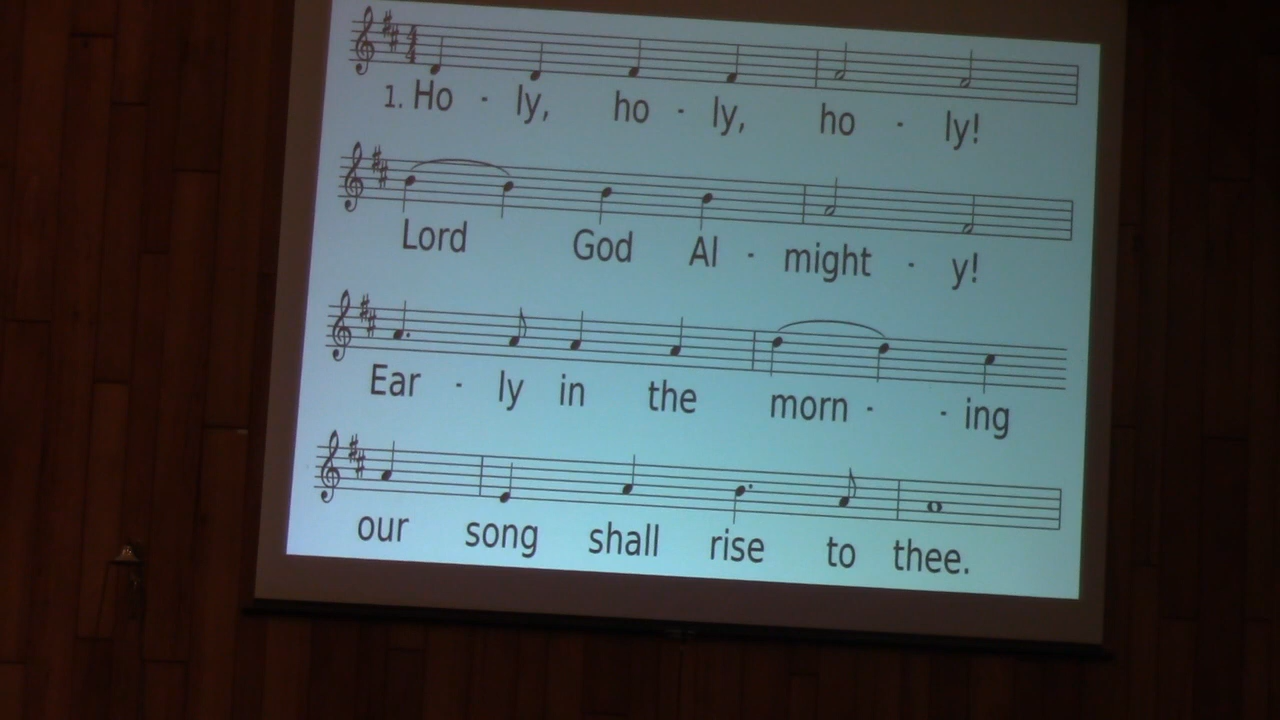 1. Ho - ly, ho - ly, ho - ly!
Lord God Al - might - y!
Ear - ly in the morn - - ing
our song shall rise to thee.